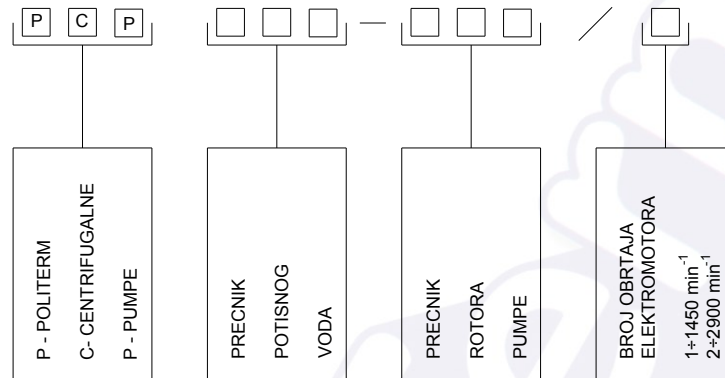 P C P — /
P - POLITERM
C- CENTRIFUGALNE
P - PUMPE
PRECNIK
POTISNOG
VODA
PRECNIK
ROTORA
PUMPE
BROJ OBRTAJA
ELEKTROMOTORA
1÷1450 min⁻¹
2÷2900 min⁻¹